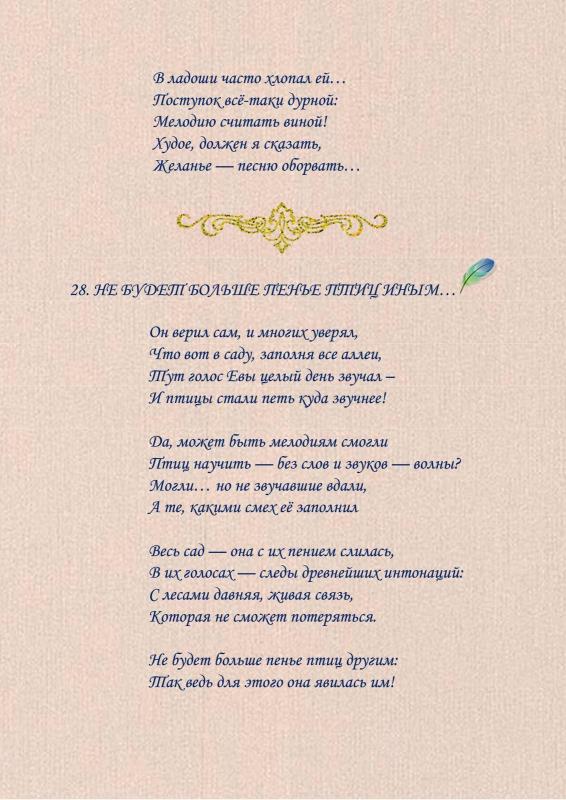 В ладоши часто хлопал ей…
Поступок всё-таки дурной:
Мелодию считать виной!
Худое, должен я сказать,
Желанье — песню оборвать…
28. НЕ БУДЕТ БОЛЬШЕ ПЕНЬЕ ПТИЦ ИНЫМ…
Он верил сам, и многих уверял,
Что вот в саду, заполня все аллеи,
Тут голос Евы целый день звучал –
И птицы стали петь куда звучнее!
Да, может быть мелодиям смогли
Птиц научить — без слов и звуков — волны?
Могли… но не звучавшие вдали,
А те, какими смех её заполнил
Весь сад — она с их пением слилась,
В их голосах — следы древнейших интонаций:
С лесами давняя, живая связь,
Которая не сможет потеряться.
Не будет больше пенье птиц другим:
Так ведь для этого она явилась им!